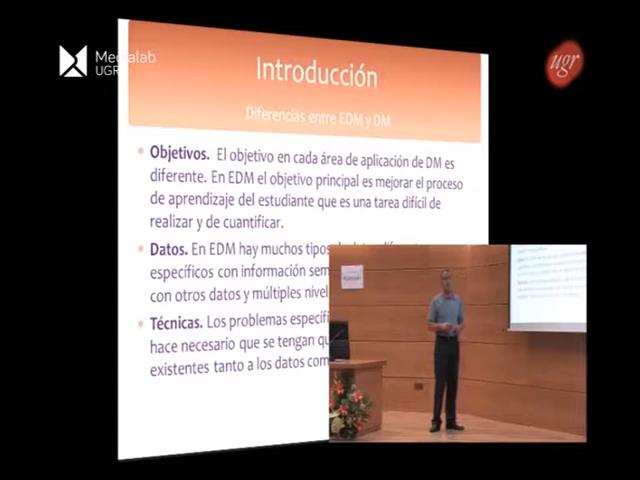 Medialab
UGR
ugr
Introducción
Diferencias entre EDM y DM
Objetivos. El objetivo en cada área de aplicación de DM es
diferente. En EDM el objetivo principal es mejorar el proceso
de aprendizaje del estudiante que es una tarea difícil de
realizar y de cuantificar.
Datos. En EDM hay muchos tipos
específicos con información sem
con otros datos y múltiples nivel
Técnicas. Los problemas específi
hace necesario que se tengan qu
existentes tanto a los datos com